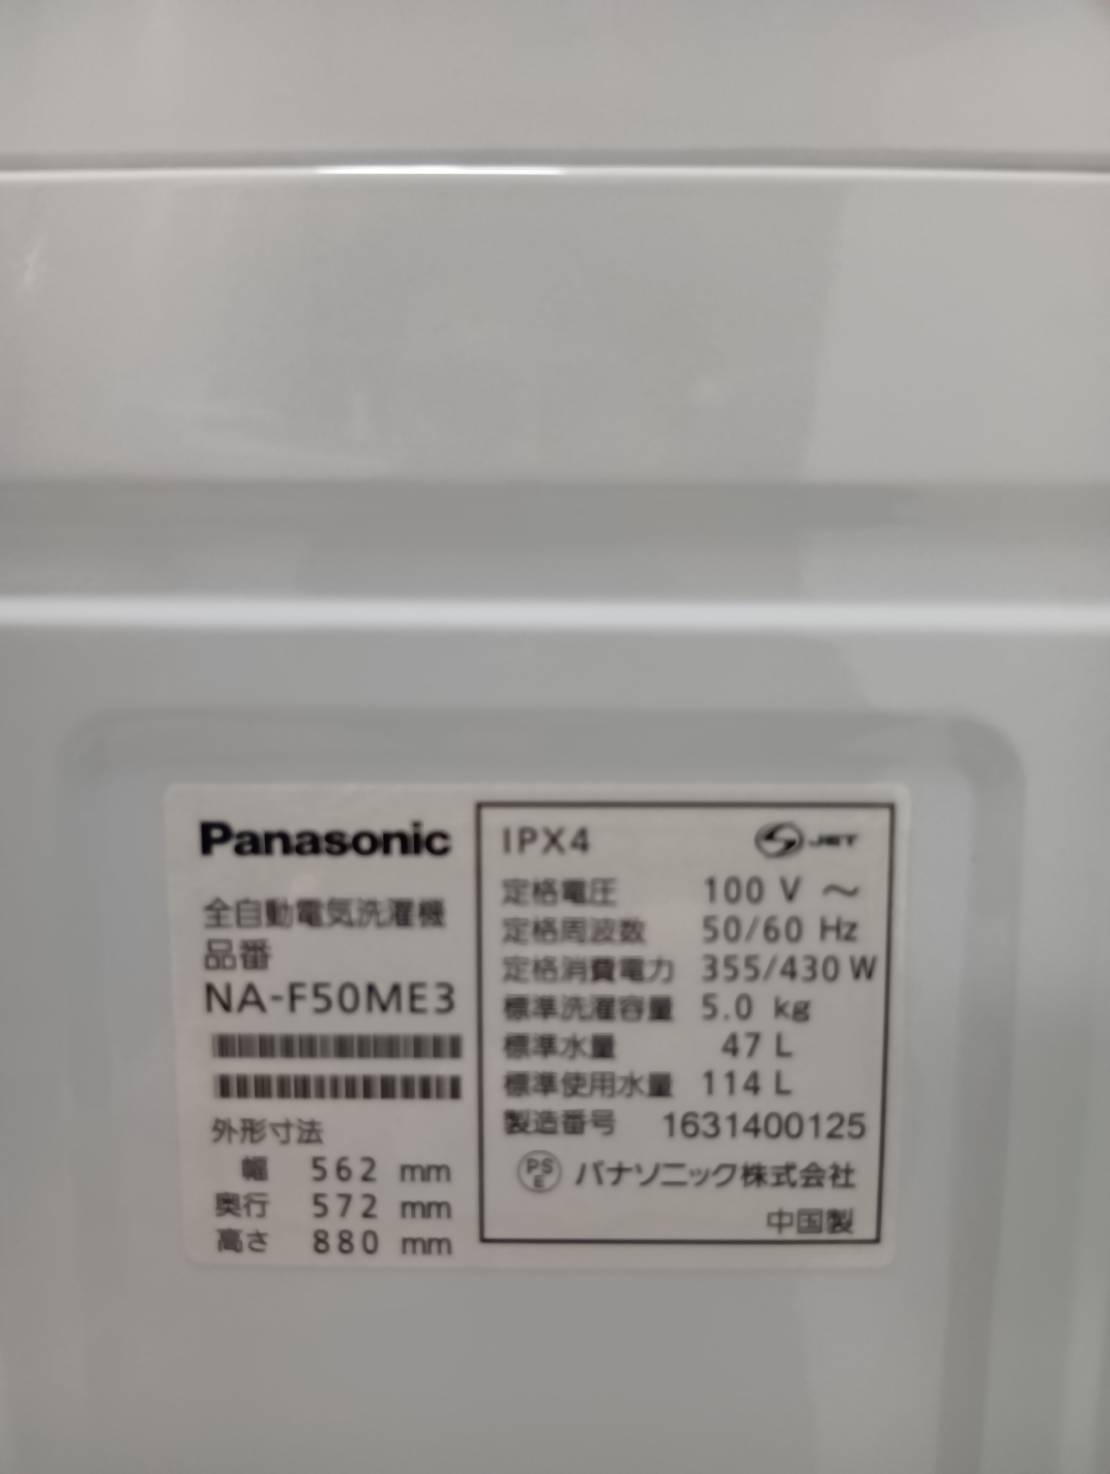 Panasonic
全自動電気洗濯機
品番
NA-F50ME3
外形寸法
幅 562 mm
奥行 572 mm
高さ 880 mm
IPX4 JET
定格電圧 100 V ～
定格周波数 50/60 Hz
定格消費電力 355/430 W
標準洗濯容量 5.0 kg
標準水量 47 L
標準使用水量 114 L
製造番号 1631400125
PS E パナソニック株式会社
中国製